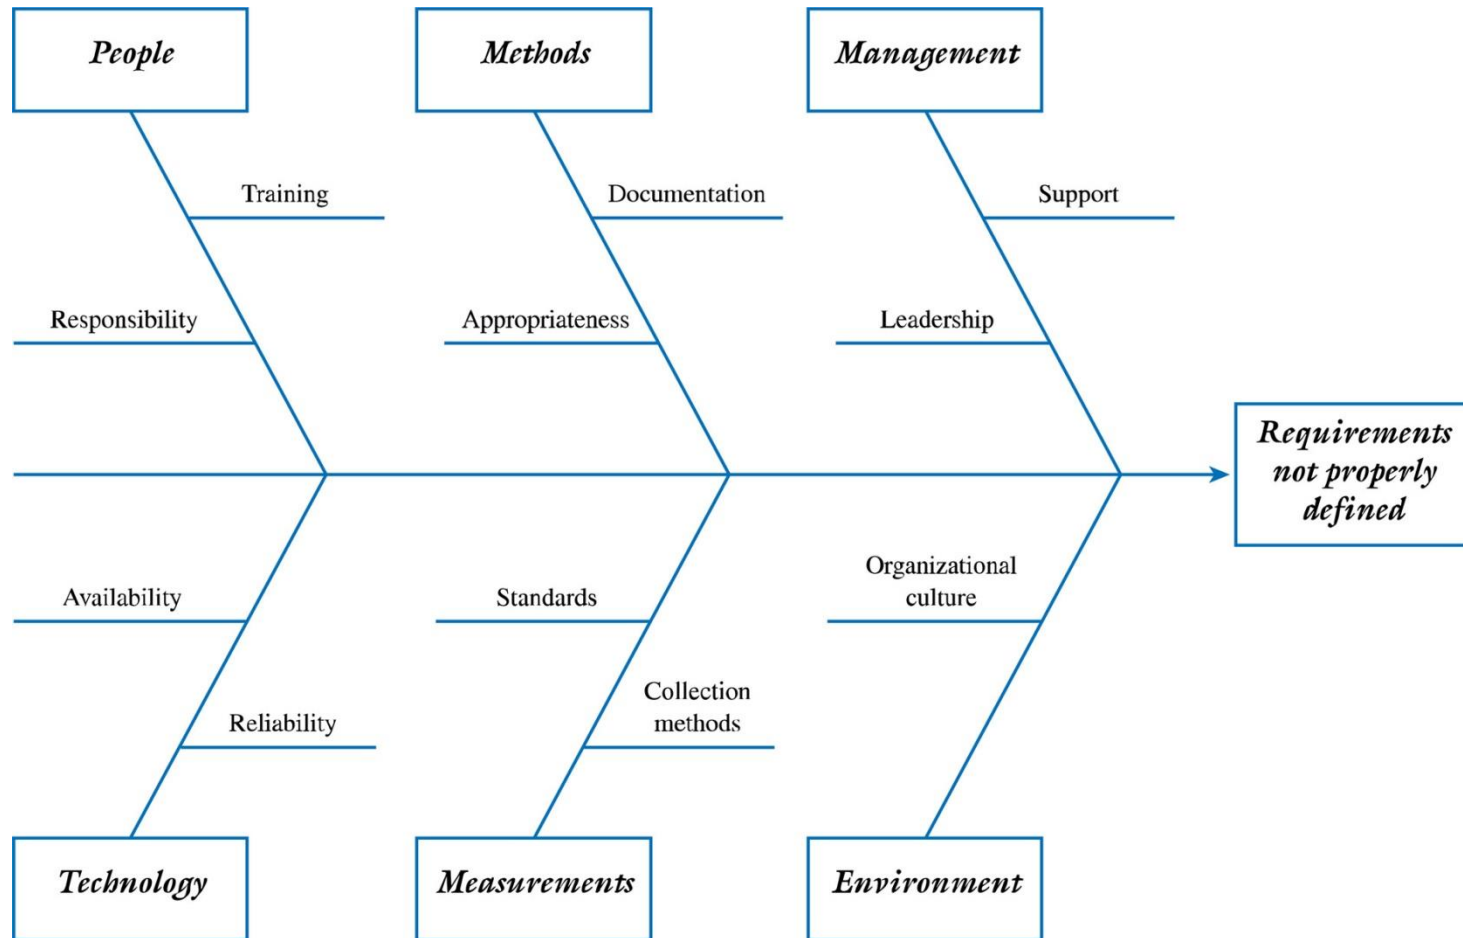 People
Methods
Management
Training
Documentation
Support
Responsibility
Appropriateness
Leadership
Requirements
not properly
defined
Availability
Standards
Organizational
culture
Reliability
Collection
methods
Technology
Measurements
Environment